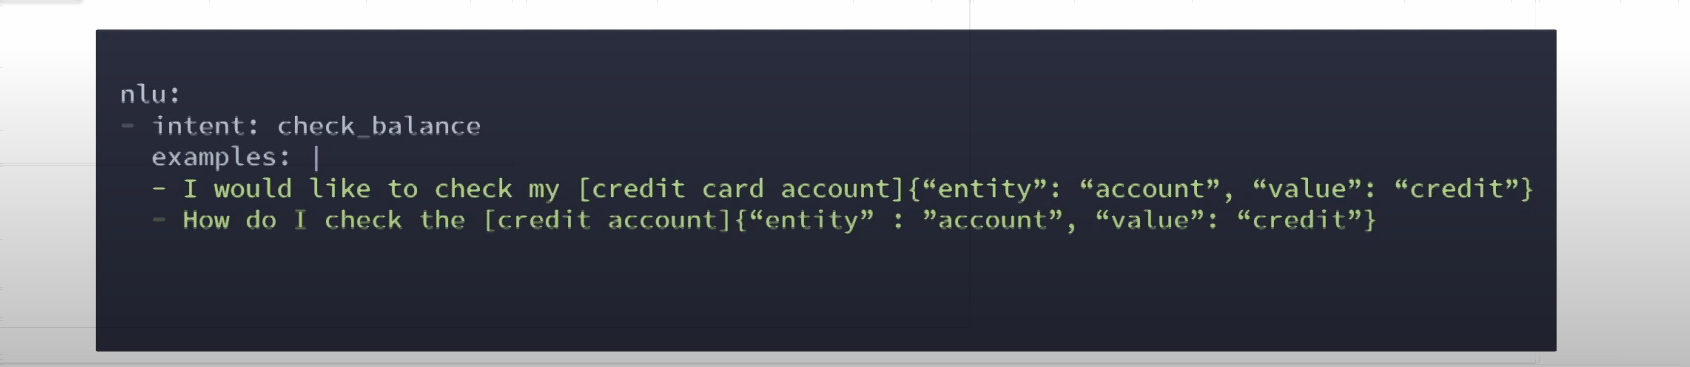 nlu:
- intent: check_balance
examples: |
- I would like to check my [credit card account]{“entity”: “account”, “value”: “credit”}
- How do I check the [credit account]{“entity” : ”account”, “value”: “credit”}